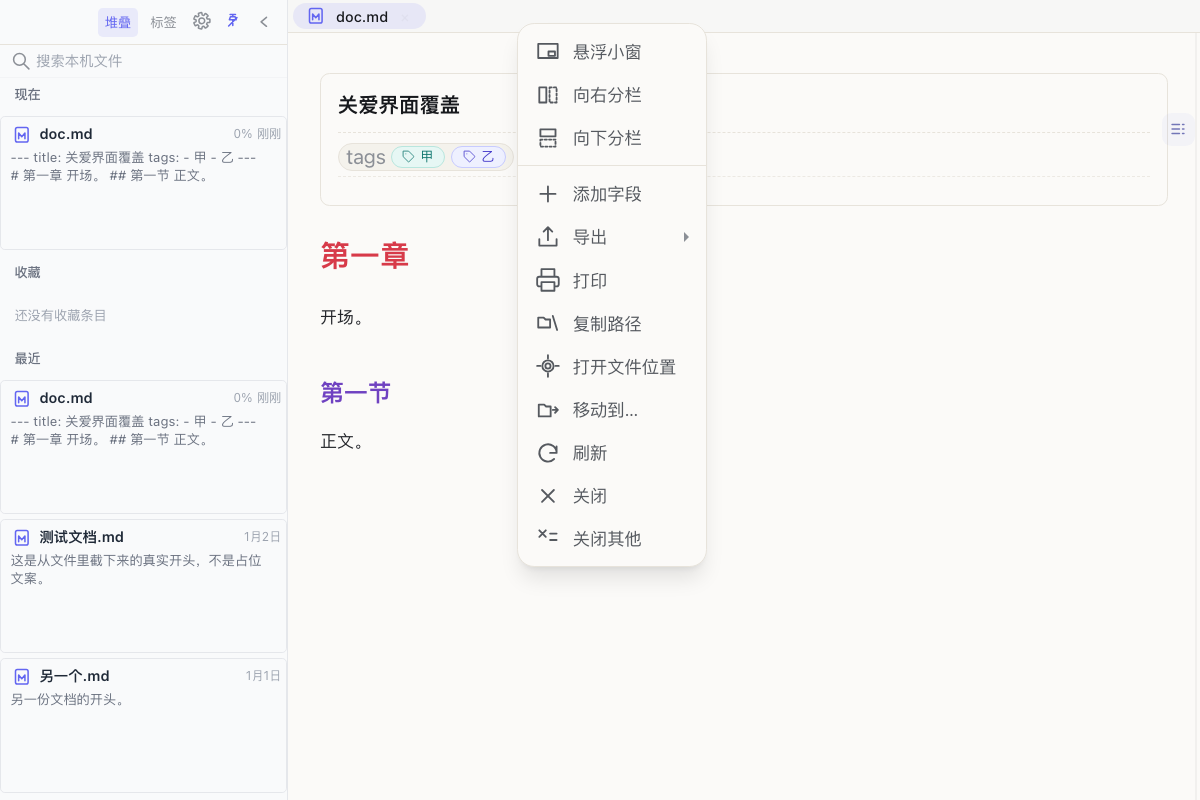 堆叠
标签
搜索本机文件
现在
doc.md
0% 刚刚
--- title: 关爱界面覆盖 tags: - 甲 - 乙 ---
# 第一章 开场。 ## 第一节 正文。
收藏
还没有收藏条目
最近
doc.md
0% 刚刚
--- title: 关爱界面覆盖 tags: - 甲 - 乙 ---
# 第一章 开场。 ## 第一节 正文。
测试文档.md
1月2日
这是从文件里截下来的真实开头，不是占位
文案。
另一个.md
1月1日
另一份文档的开头。
doc.md
关爱界面覆盖
tags 甲 乙
第一章
开场。
第一节
正文。
悬浮小窗
向右分栏
向下分栏
添加字段
导出
打印
复制路径
打开文件位置
移动到...
刷新
关闭
关闭其他